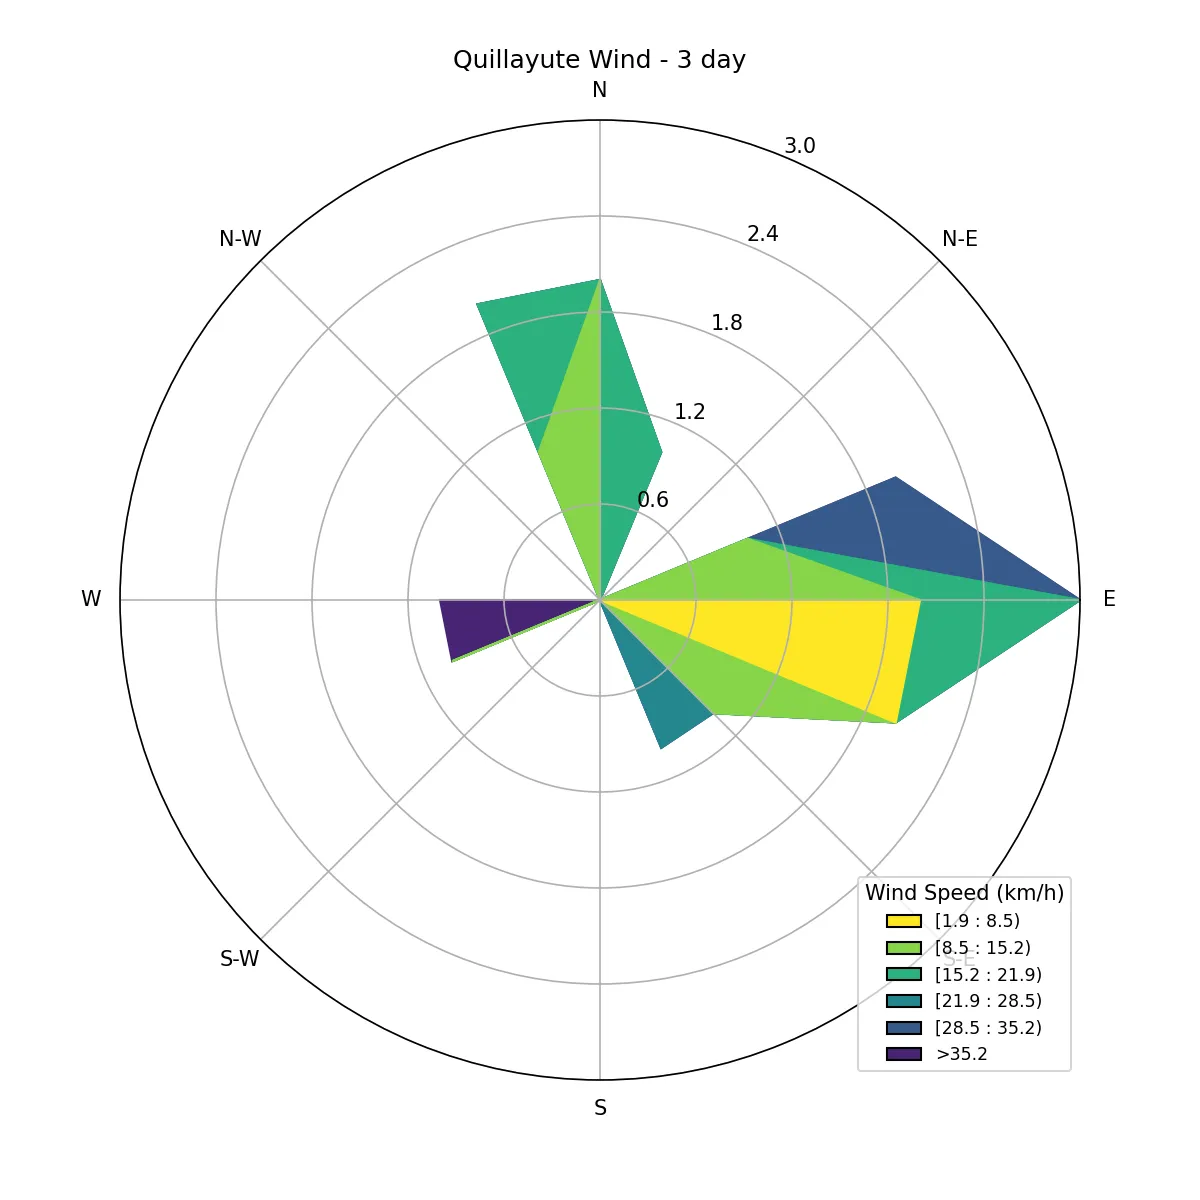 Quillayute Wind - 3 day
N
3.0
N-W
N-E
2.4
1.8
1.2
0.6
W
E
S-W
S-E
S
Wind Speed (km/h)
[1.9 : 8.5)
[8.5 : 15.2)
[15.2 : 21.9)
[21.9 : 28.5)
[28.5 : 35.2)
>35.2